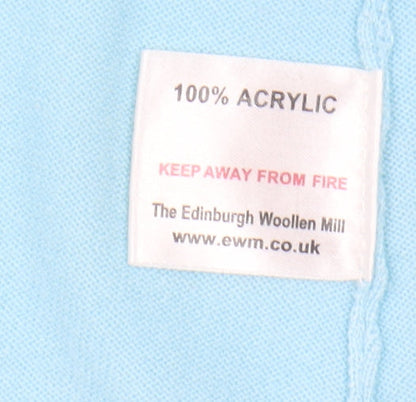 100% ACRYLIC
KEEP AWAY FROM FIRE
The Edinburgh Woollen Mill
www.ewm.co.uk